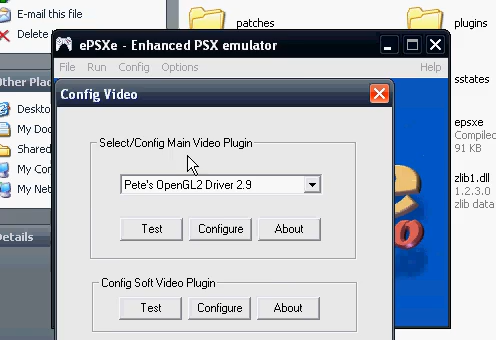 E-mail this file
Delete
Other Plac
Deskto
My Doc
Shared
My Cor
My Net
Details
patches
plugins
sstates
epsxe
Compilec
91 KB
zlib1.dll
1.2.3.0
zlib data
ePSXe - Enhanced PSX emulator
File Run Config Options Help
Config Video
Select/Config Main Video Plugin
Pete's OpenGL2 Driver 2.9
Test Configure About
Config Soft Video Plugin
Test Configure About